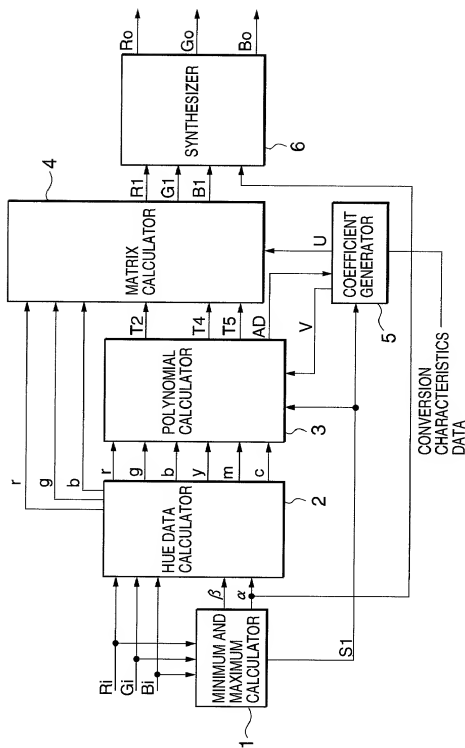 Ri
Gi
Bi
MINIMUM AND
MAXIMUM
CALCULATOR
1
β
α
S1
HUE DATA
CALCULATOR
2
r
g
b
r
g
b
y
m
c
POLYNOMIAL
CALCULATOR
3
T2
T4
T5
AD
V
MATRIX
CALCULATOR
4
U
COEFFICIENT
GENERATOR
5
CONVERSION
CHARACTERISTICS
DATA
R1
G1
B1
SYNTHESIZER
6
Ro
Go
Bo